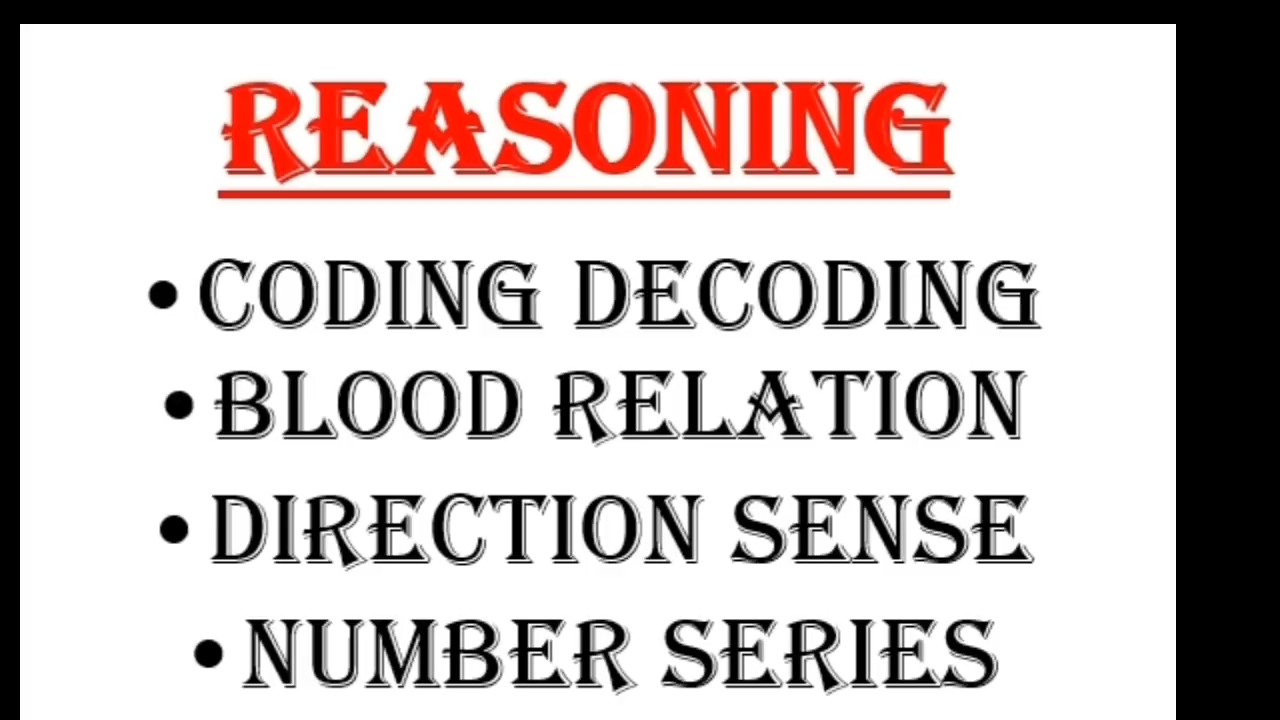 REASONING
• CODING DECODING
• BLOOD RELATION
• DIRECTION SENSE
• NUMBER SERIES